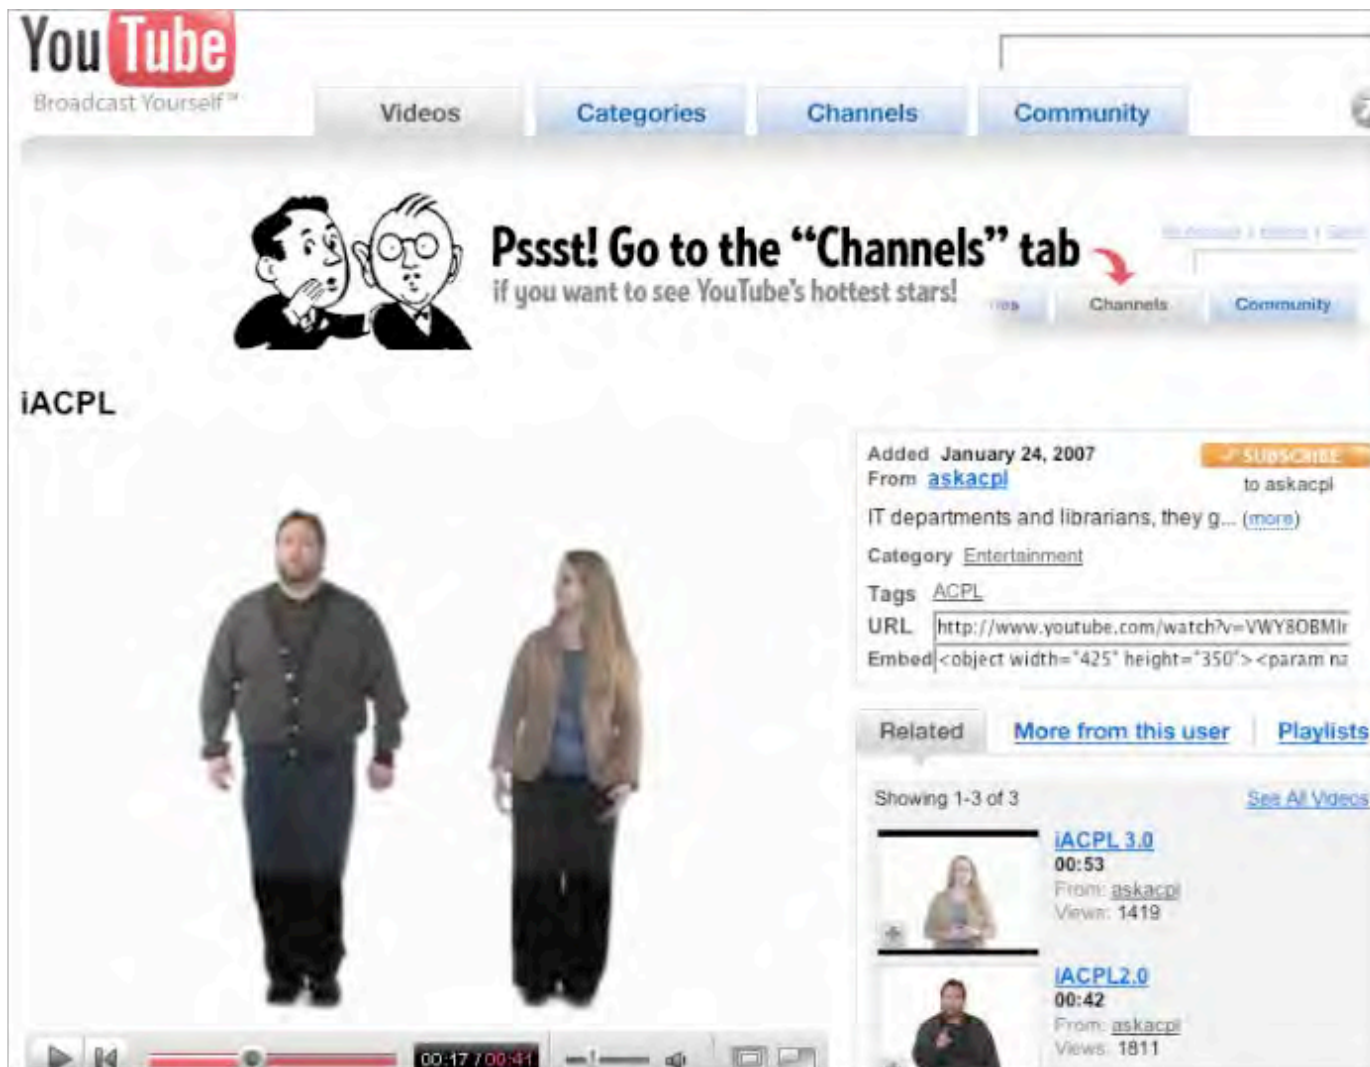 YouTube
Broadcast Yourself™
Videos Categories Channels Community
Pssst! Go to the “Channels” tab
if you want to see YouTube's hottest stars!
Channels Community
iACPL
Added January 24, 2007
SUBSCRIBE
From askacpl
to askacpl
IT departments and librarians, they g... (more)
Category Entertainment
Tags ACPL
URL http://www.youtube.com/watch?v=VWY8OBMIr
Embed <object width="425" height="350"><param na
Related More from this user Playlists
Showing 1-3 of 3 See All Videos
iACPL 3.0
00:53
From: askacpl
Views: 1419
iACPL2.0
00:42
From: askacpl
Views: 1811
00:17 / 00:41